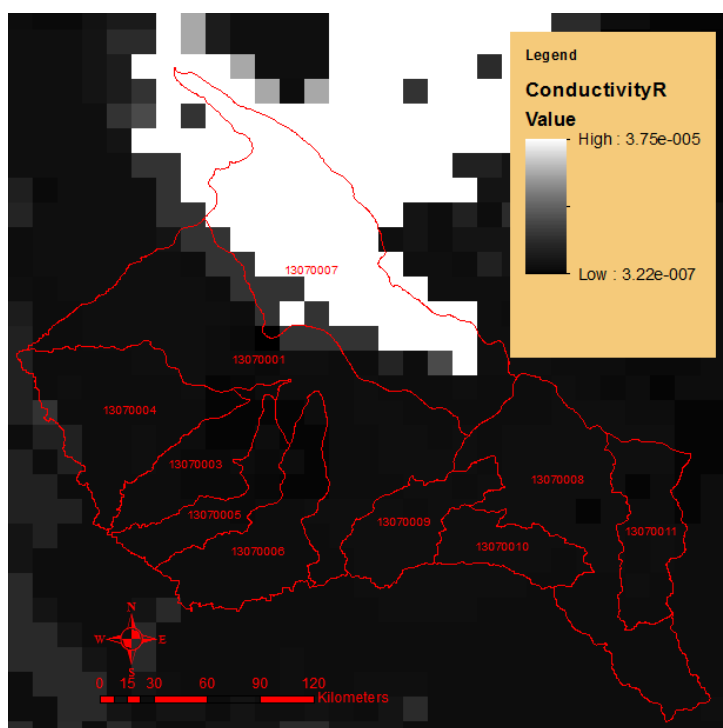 Legend
ConductivityR
Value
High : 3.75e-005
Low : 3.22e-007
13070007
13070001
13070004
13070003
13070008
13070005
13070009
13070011
13070006
13070010
N
W E
S
0 15 30 60 90 120
Kilometers